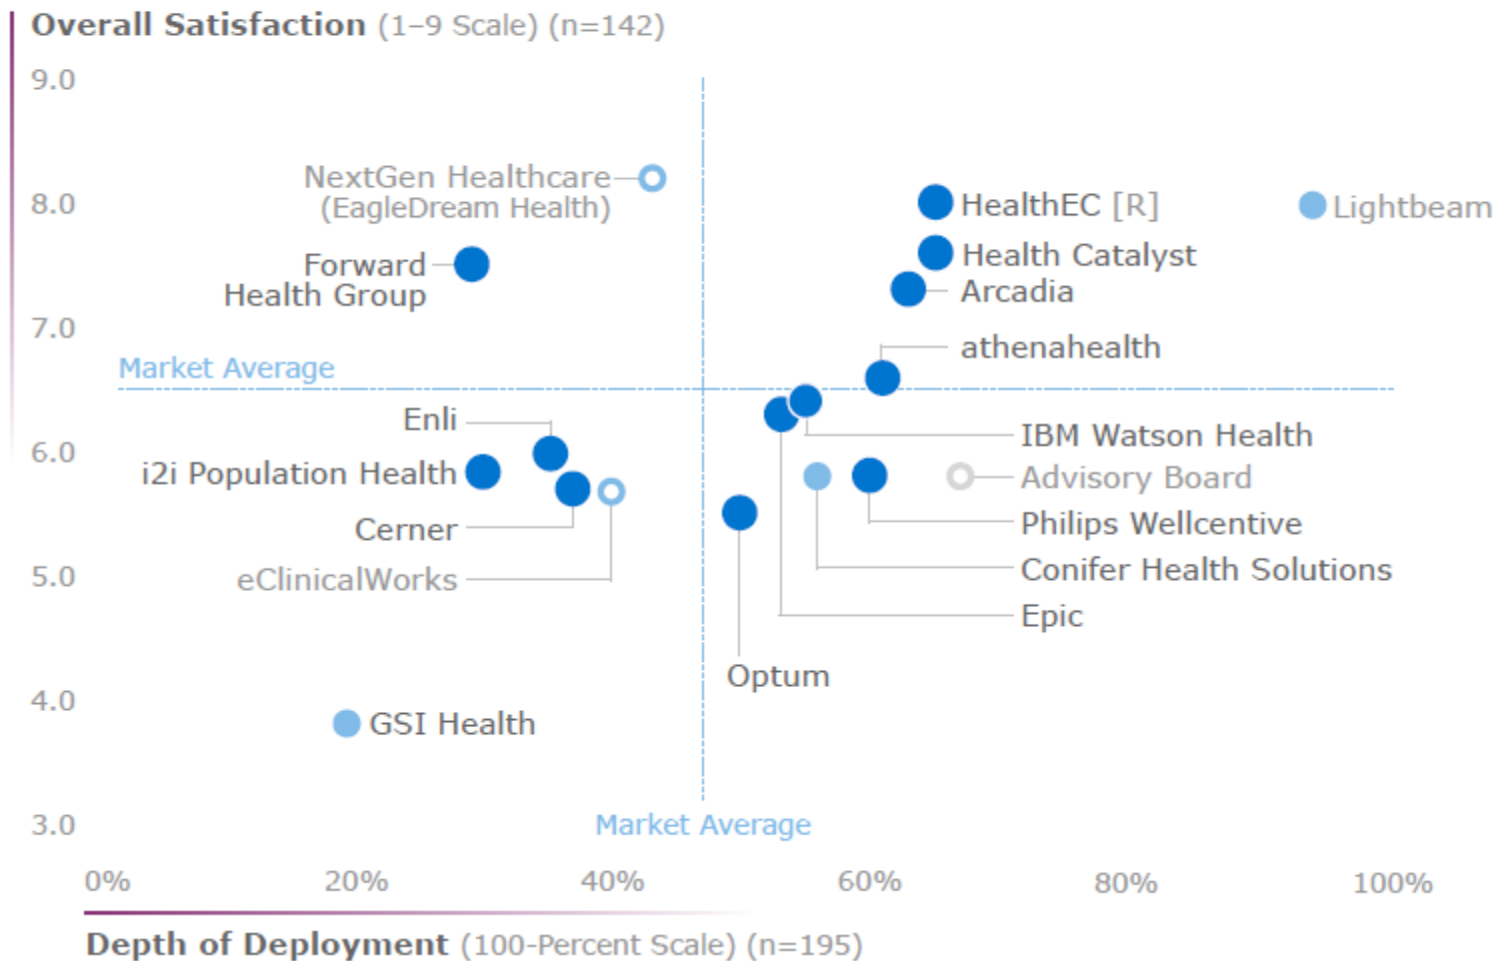 Overall Satisfaction (1–9 Scale) (n=142)
9.0
NextGen Healthcare
(EagleDream Health)
8.0
HealthEC [R]
Lightbeam
Forward
Health Group
Health Catalyst
Arcadia
7.0
athenahealth
Market Average
Enli
IBM Watson Health
6.0
i2i Population Health
Advisory Board
Cerner
Philips Wellcentive
5.0
eClinicalWorks
Conifer Health Solutions
Epic
Optum
4.0
GSI Health
3.0
Market Average
0%
20%
40%
60%
80%
100%
Depth of Deployment (100-Percent Scale) (n=195)